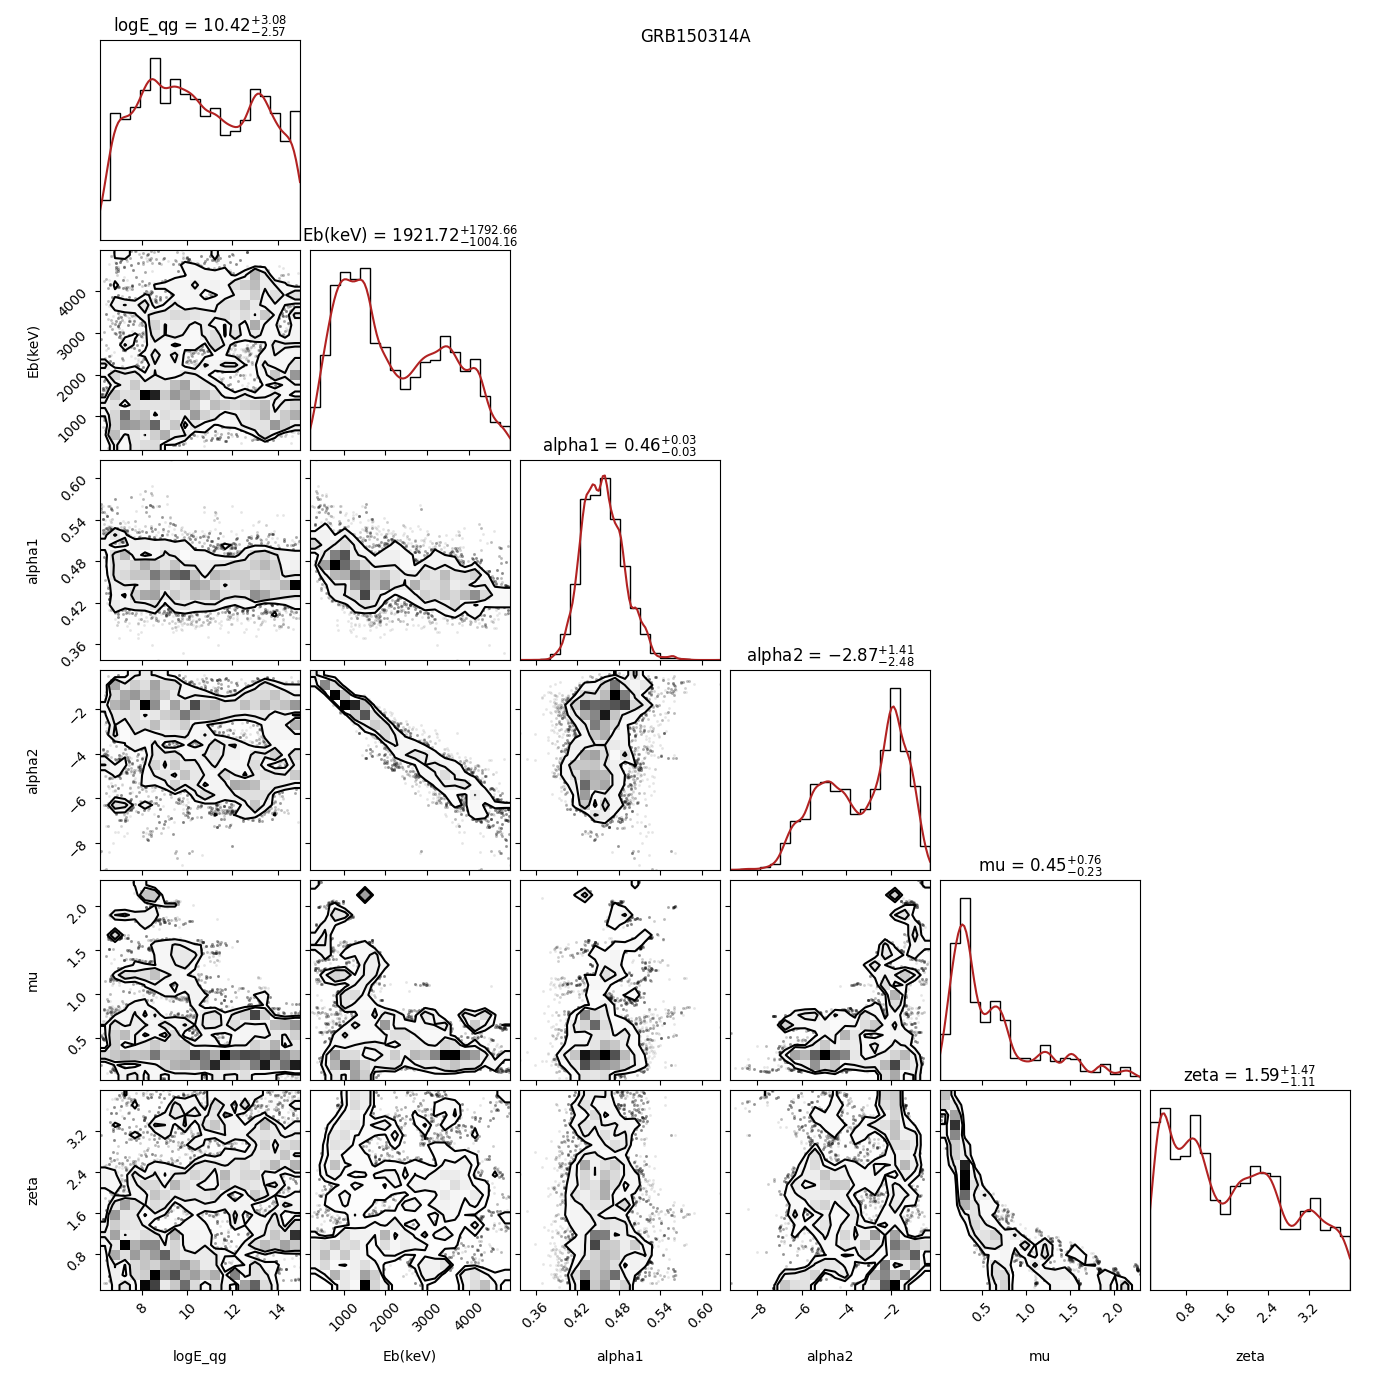 logE_qg = 10.42+3.08−2.57
GRB150314A
Eb(keV) = 1921.72+1792.66−1004.16
Eb(keV)
4000
3000
2000
1000
alpha1 = 0.46+0.03−0.03
alpha1
0.60
0.54
0.48
0.42
0.36
alpha2 = −2.87+1.41−2.48
alpha2
−2
−4
−6
−8
mu = 0.45+0.76−0.23
mu
2.0
1.5
1.0
0.5
zeta = 1.59+1.47−1.11
zeta
3.2
2.4
1.6
0.8
8 10 12 14
1000 2000 3000 4000
0.36 0.42 0.48 0.54 0.60
−8 −6 −4 −2
0.5 1.0 1.5 2.0
0.8 1.6 2.4 3.2
logE_qg
Eb(keV)
alpha1
alpha2
mu
zeta